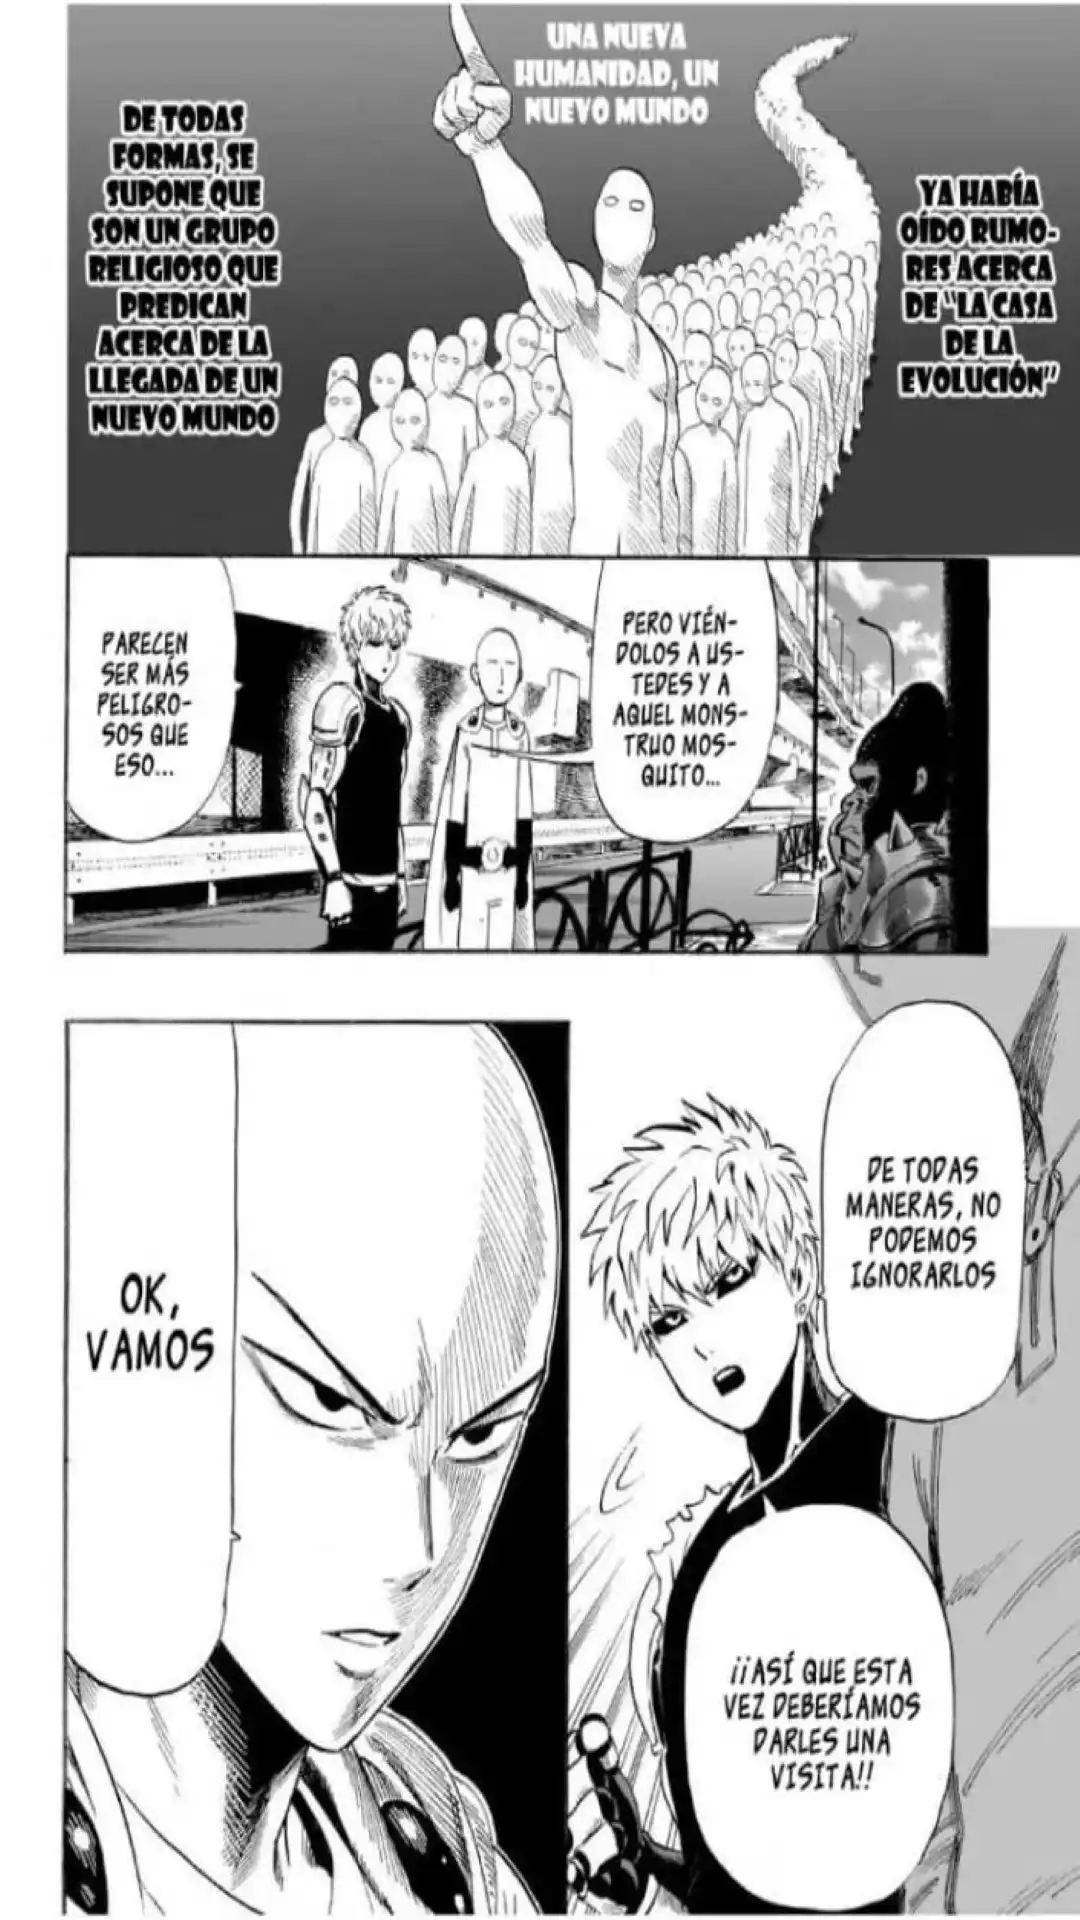 YA HABÍA
OÍDO RUMO-
RES ACERCA
DE "LA CASA
DE LA
EVOLUCIÓN"
UNA NUEVA
HUMANIDAD, UN
NUEVO MUNDO
DE TODAS
FORMAS, SE
SUPONE QUE
SON UN GRUPO
RELIGIOSO QUE
PREDICAN
ACERCA DE LA
LLEGADA DE UN
NUEVO MUNDO
PERO VIÉN-
DOLOS A US-
TEDES Y A
AQUEL MONS-
TRUO MOS-
QUITO...
PARECEN
SER MÁS
PELIGRO-
SOS QUE
ESO...
DE TODAS
MANERAS, NO
PODEMOS
IGNORARLOS
¡¡ASÍ QUE ESTA
VEZ DEBERÍAMOS
DARLES UNA
VISITA!!
OK,
VAMOS